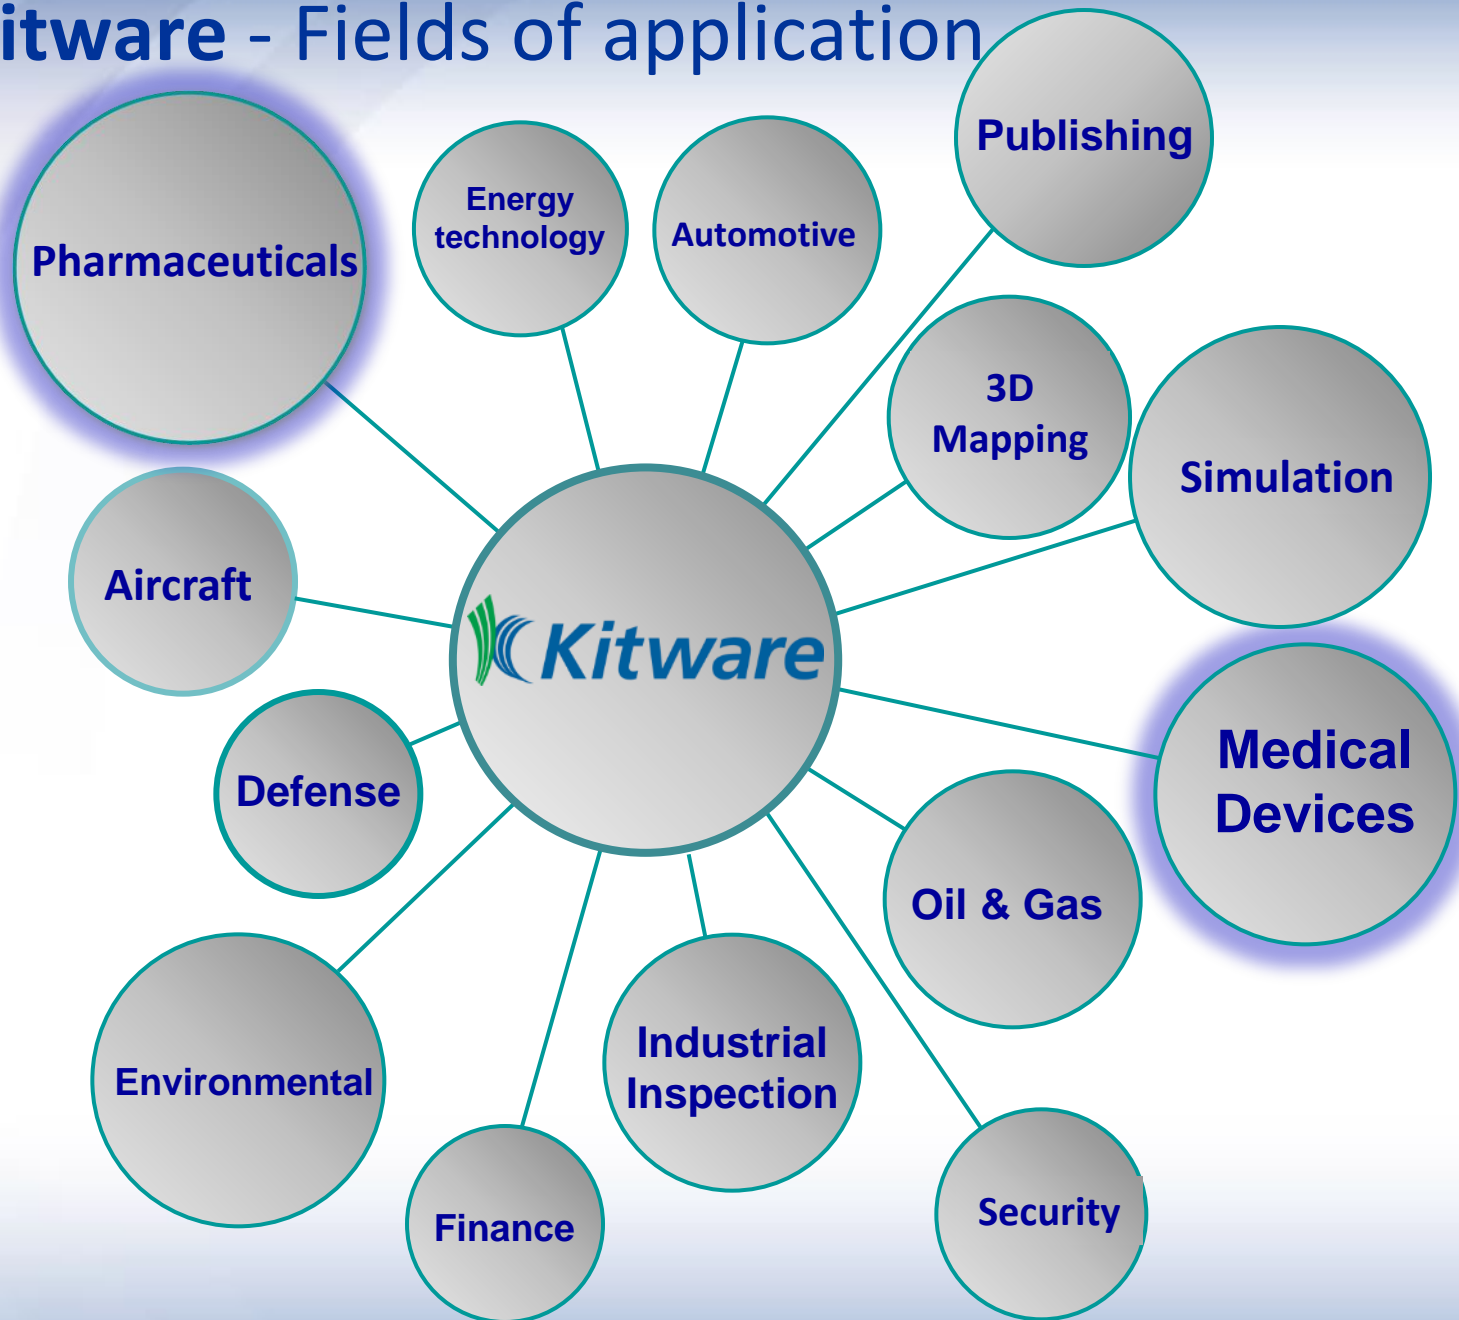 itware - Fields of application
Publishing
Energy
technology
Automotive
Pharmaceuticals
3D
Mapping
Simulation
Aircraft
Kitware
Medical
Devices
Defense
Oil & Gas
Industrial
Inspection
Environmental
Security
Finance